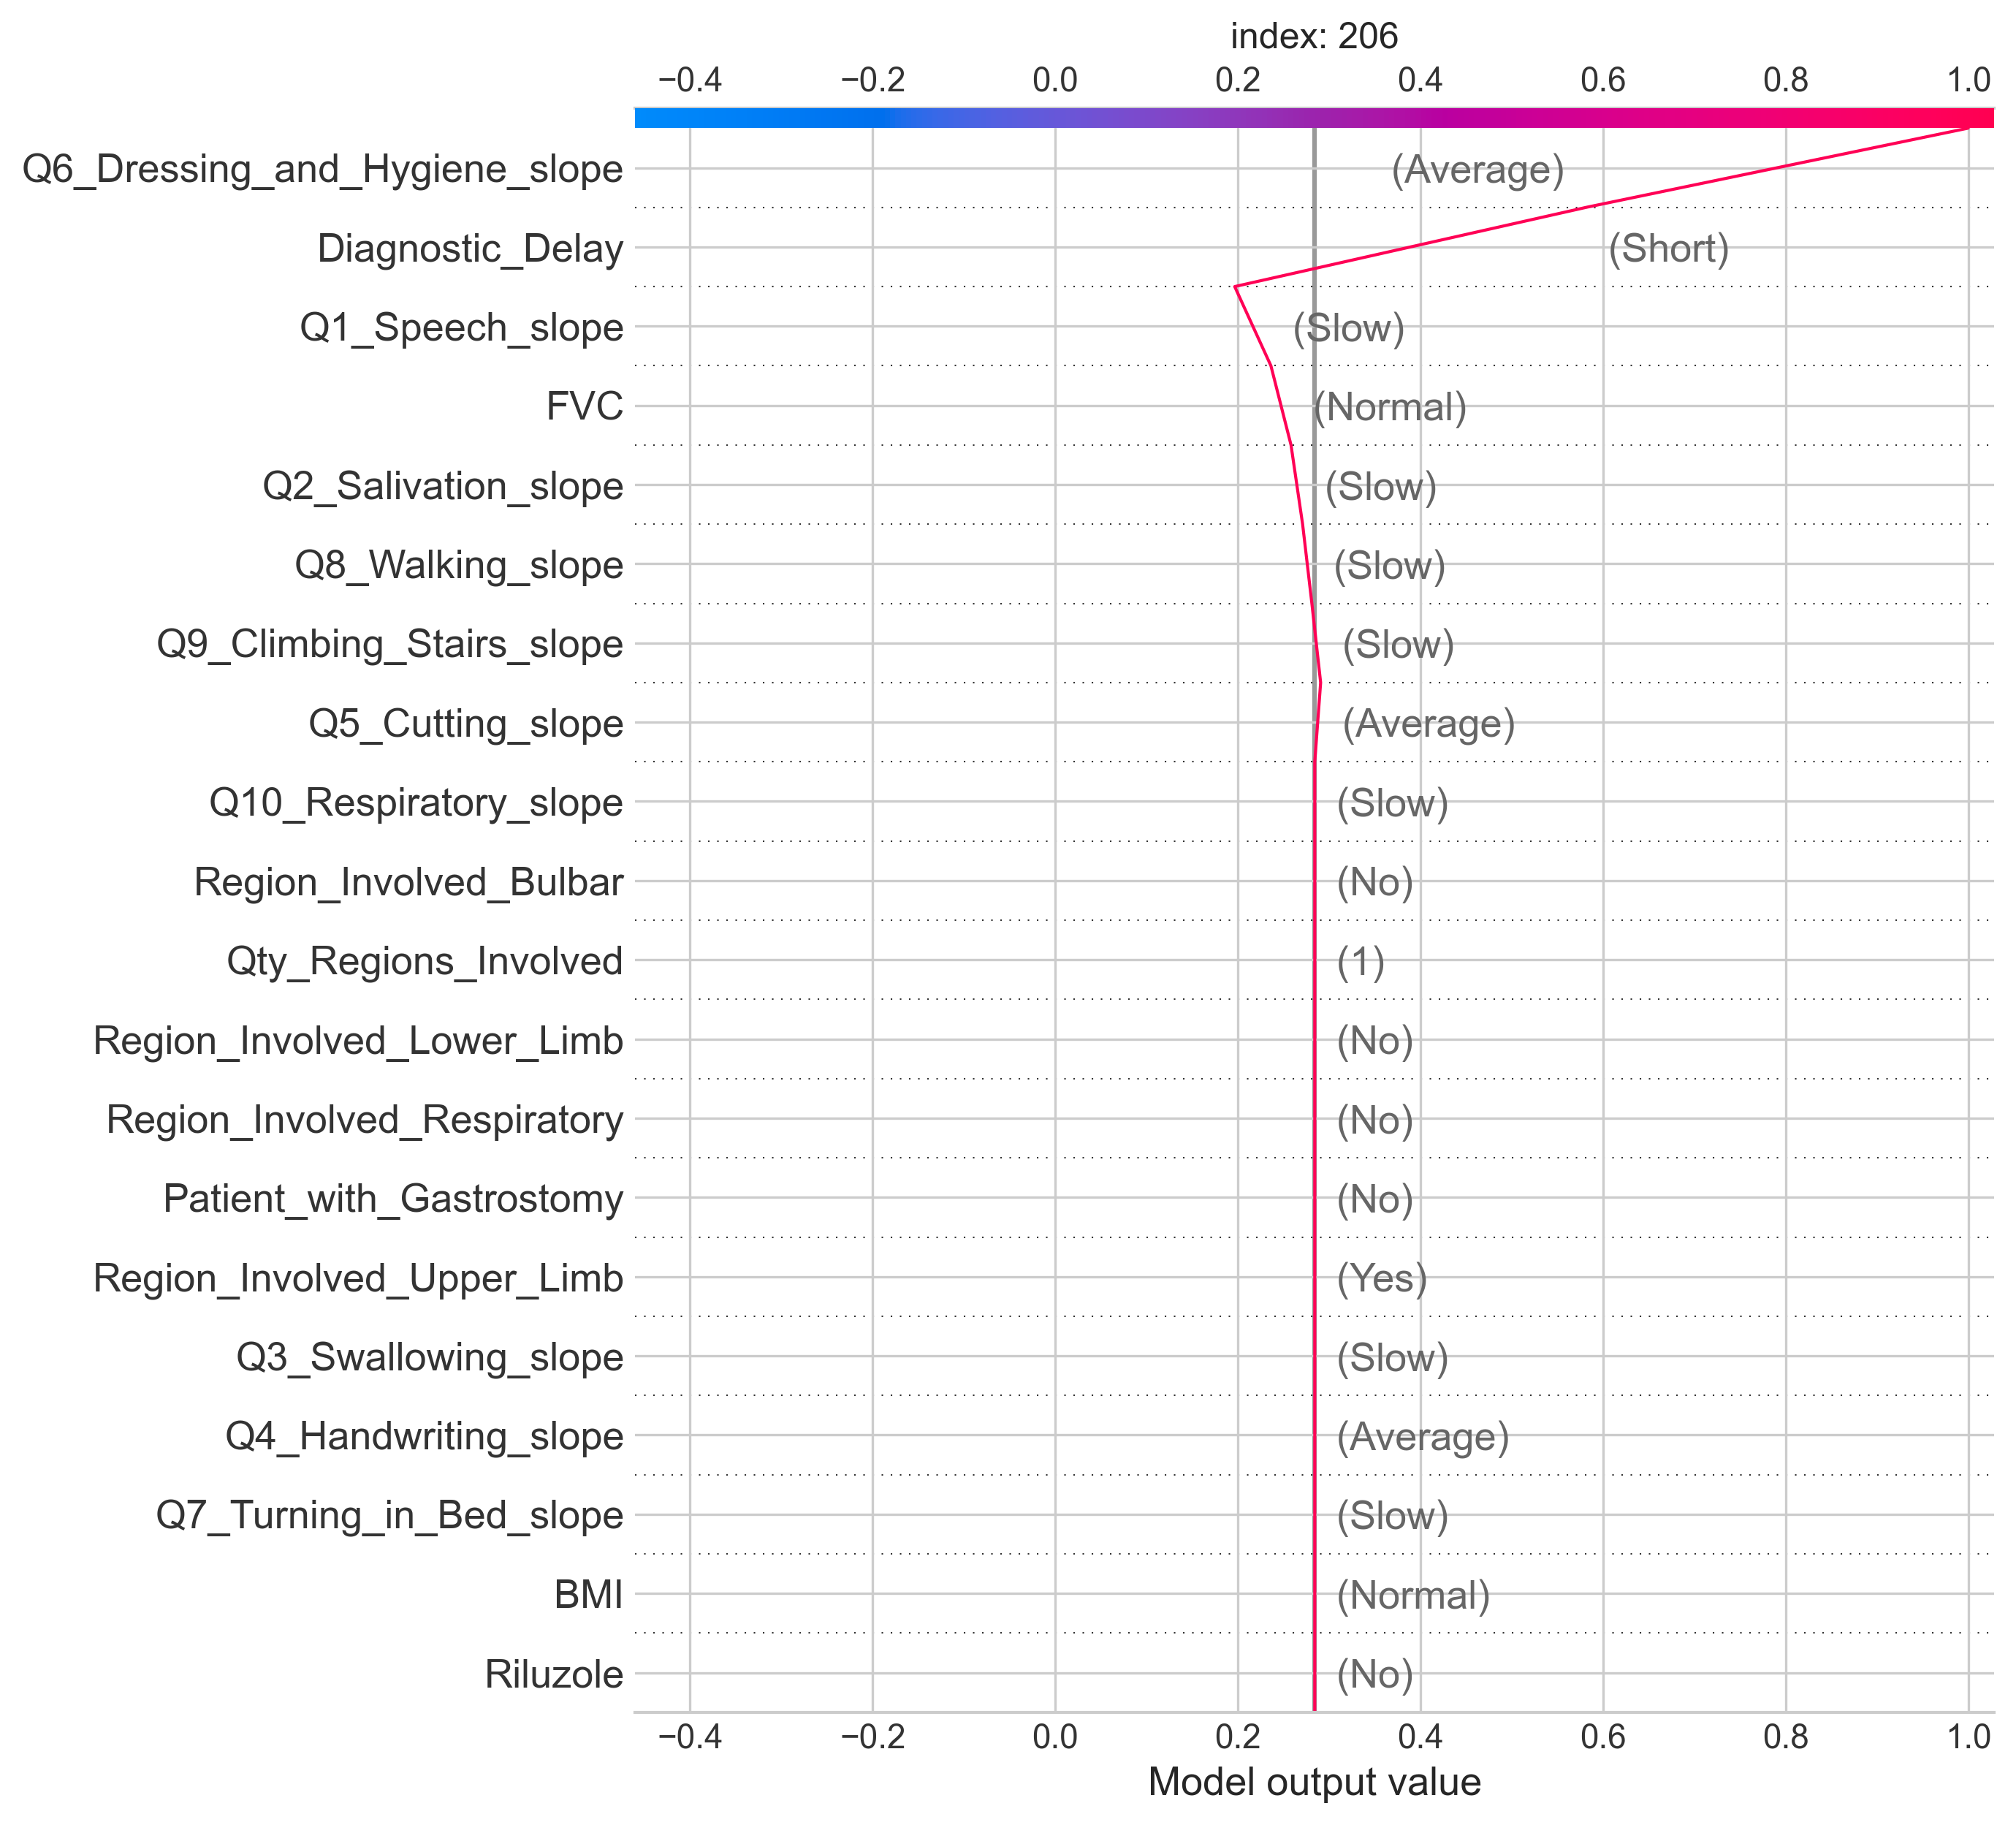 index: 206
−0.4 −0.2 0.0 0.2 0.4 0.6 0.8 1.0
Q6_Dressing_and_Hygiene_slope (Average)
Diagnostic_Delay (Short)
Q1_Speech_slope (Slow)
FVC (Normal)
Q2_Salivation_slope (Slow)
Q8_Walking_slope (Slow)
Q9_Climbing_Stairs_slope (Slow)
Q5_Cutting_slope (Average)
Q10_Respiratory_slope (Slow)
Region_Involved_Bulbar (No)
Qty_Regions_Involved (1)
Region_Involved_Lower_Limb (No)
Region_Involved_Respiratory (No)
Patient_with_Gastrostomy (No)
Region_Involved_Upper_Limb (Yes)
Q3_Swallowing_slope (Slow)
Q4_Handwriting_slope (Average)
Q7_Turning_in_Bed_slope (Slow)
BMI (Normal)
Riluzole (No)
−0.4 −0.2 0.0 0.2 0.4 0.6 0.8 1.0
Model output value